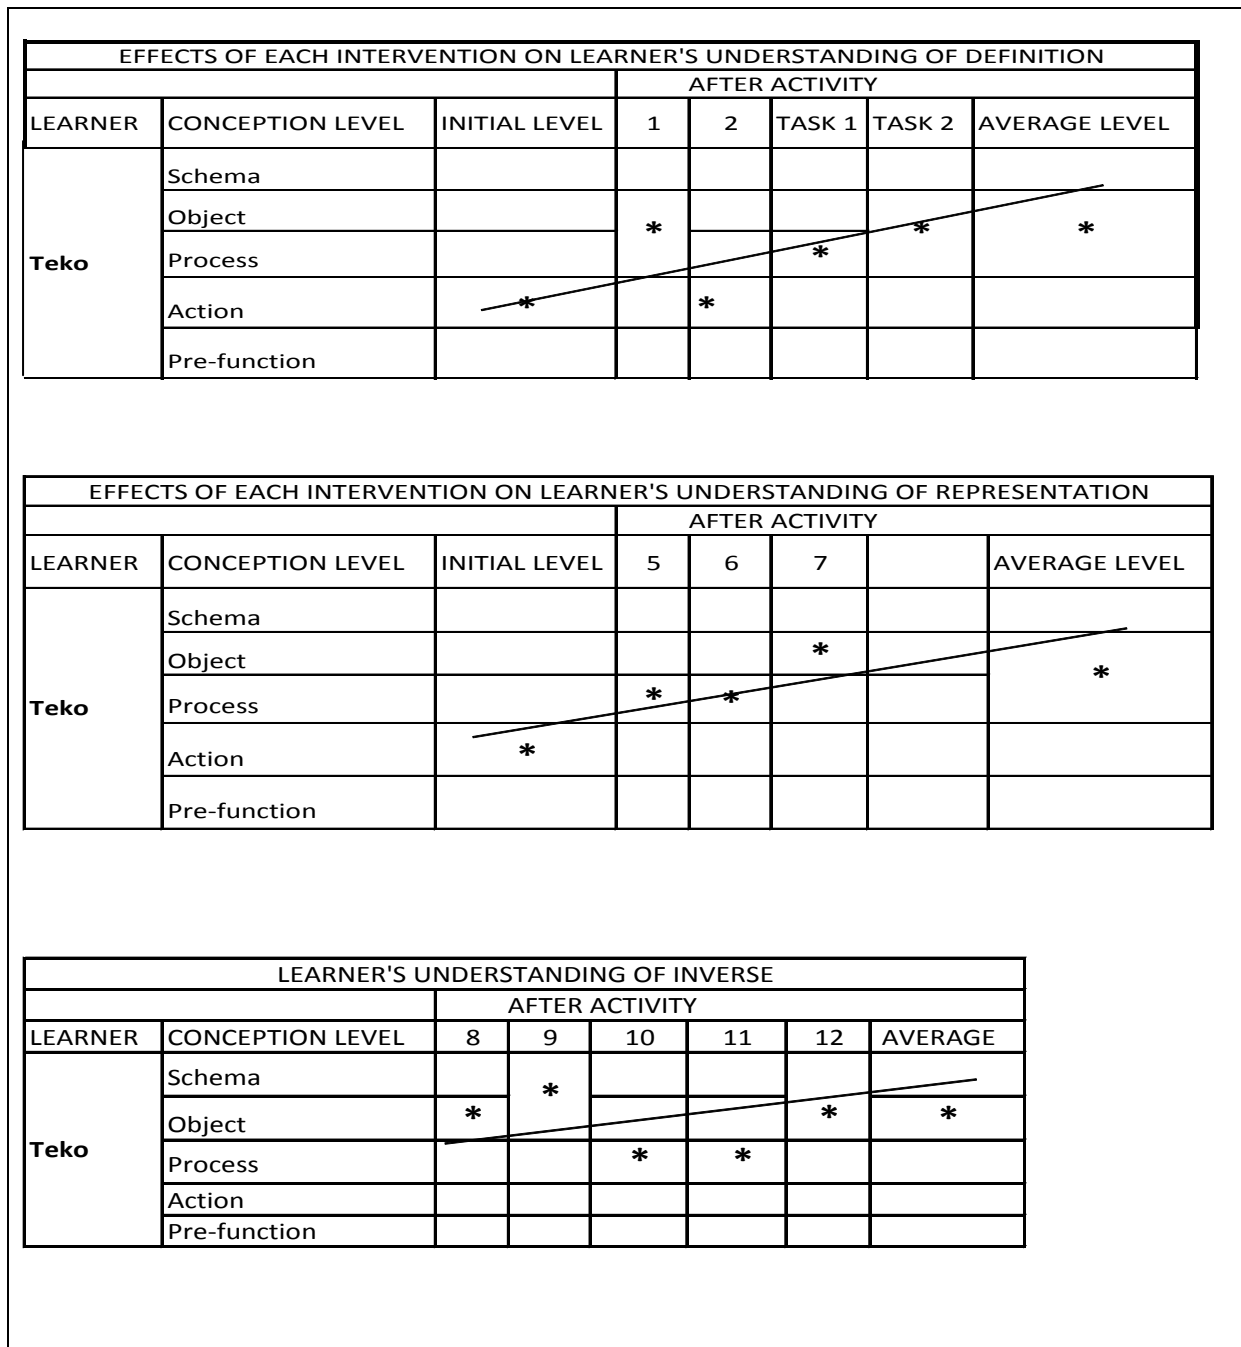 EFFECTS OF EACH INTERVENTION ON LEARNER'S UNDERSTANDING OF DEFINITION
AFTER ACTIVITY
LEARNER CONCEPTION LEVEL INITIAL LEVEL 1 2 TASK 1 TASK 2 AVERAGE LEVEL
Schema
Object
* * *
Teko Process *
Action * *
Pre-function
EFFECTS OF EACH INTERVENTION ON LEARNER'S UNDERSTANDING OF REPRESENTATION
AFTER ACTIVITY
LEARNER CONCEPTION LEVEL INITIAL LEVEL 5 6 7 AVERAGE LEVEL
Schema
Object *
*
Teko Process * *
Action *
Pre-function
LEARNER'S UNDERSTANDING OF INVERSE
AFTER ACTIVITY
LEARNER CONCEPTION LEVEL 8 9 10 11 12 AVERAGE
Schema *
Object * * *
Teko Process * *
Action
Pre-function